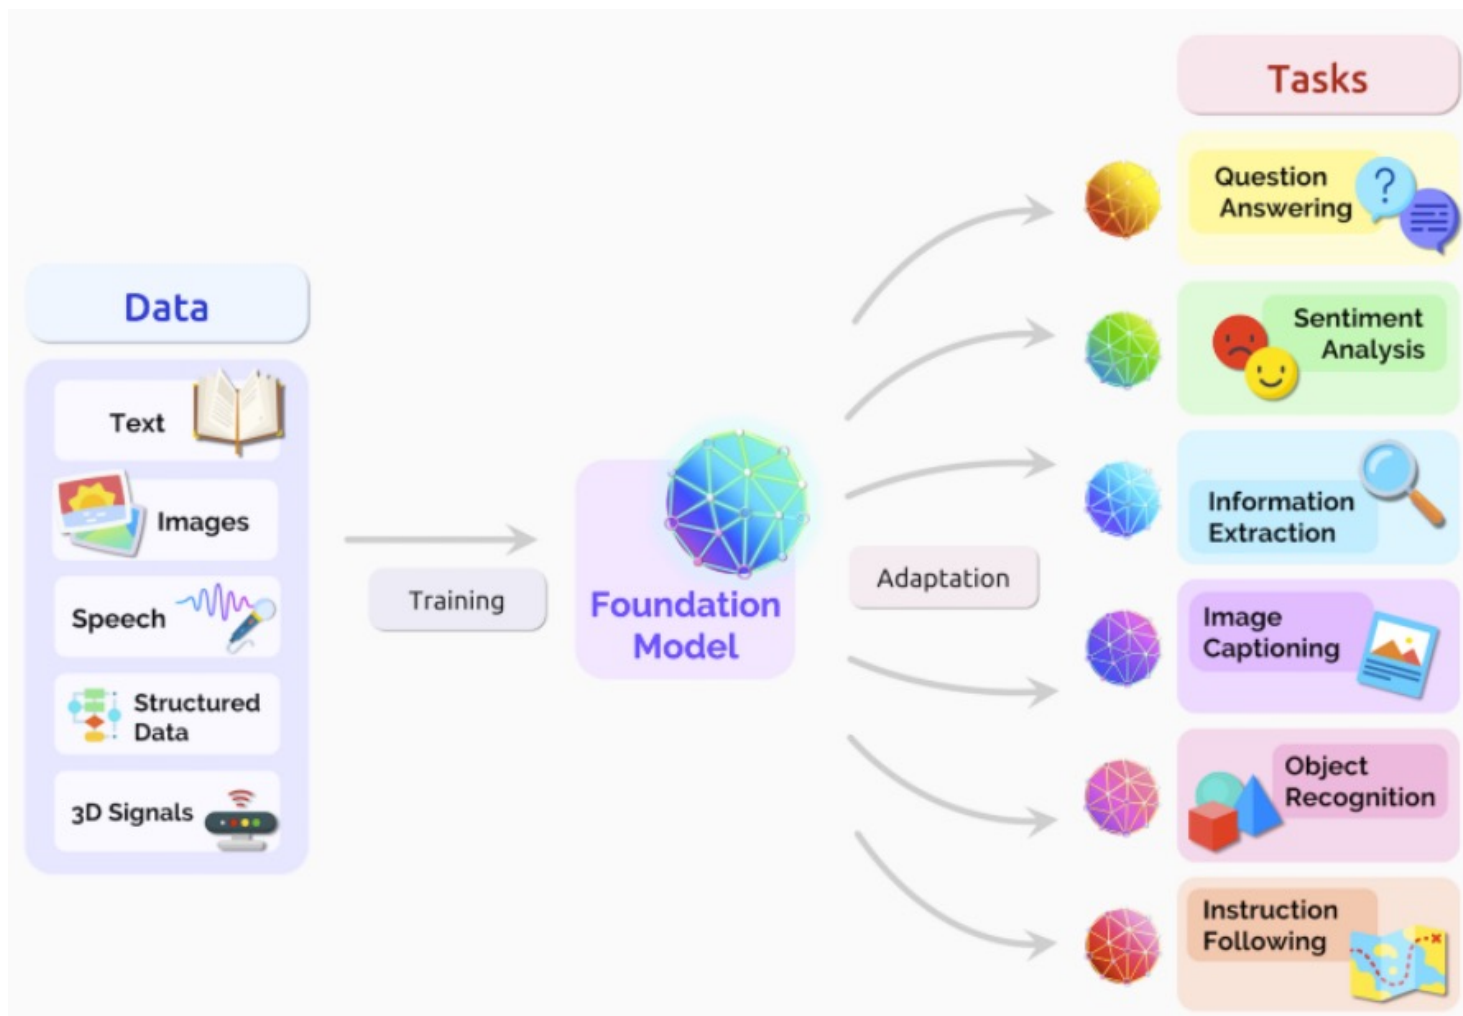 Data
Text
Images
Speech
Structured
Data
3D Signals
Training
Foundation
Model
Adaptation
Tasks
Question
Answering
?
Sentiment
Analysis
Information
Extraction
Image
Captioning
Object
Recognition
Instruction
Following